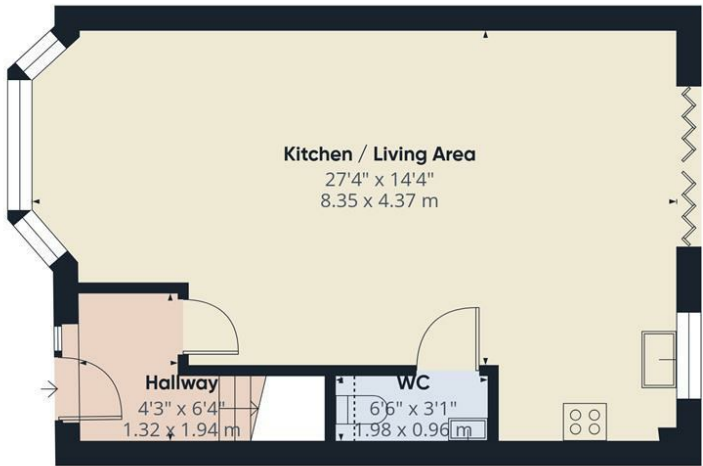 Kitchen / Living Area
27'4" x 14'4"
8.35 x 4.37 m
Hallway
4'3" x 6'4"
1.32 x 1.94 m
WC
6'6" x 3'1"
1.98 x 0.96 m